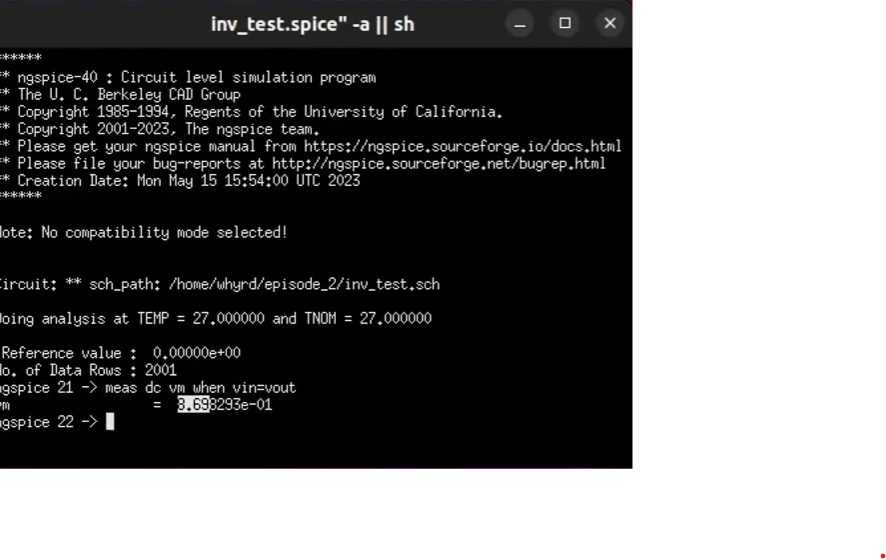 inv_test.spice" -a || sh
******
** ngspice-40 : Circuit level simulation program
** The U. C. Berkeley CAD Group
** Copyright 1985-1994, Regents of the University of California.
** Copyright 2001-2023, The ngspice team.
** Please get your ngspice manual from https://ngspice.sourceforge.io/docs.html
** Please file your bug-reports at http://ngspice.sourceforge.net/bugrep.html
** Creation Date: Mon May 15 15:54:00 UTC 2023
******
Note: No compatibility mode selected!
Circuit: ** sch_path: /home/whyrd/episode_2/inv_test.sch
Doing analysis at TEMP = 27.000000 and TNOM = 27.000000
Reference value : 0.00000e+00
No. of Data Rows : 2001
ngspice 21 -> meas dc vm when vin=vout
vm = 8.698293e-01
ngspice 22 ->